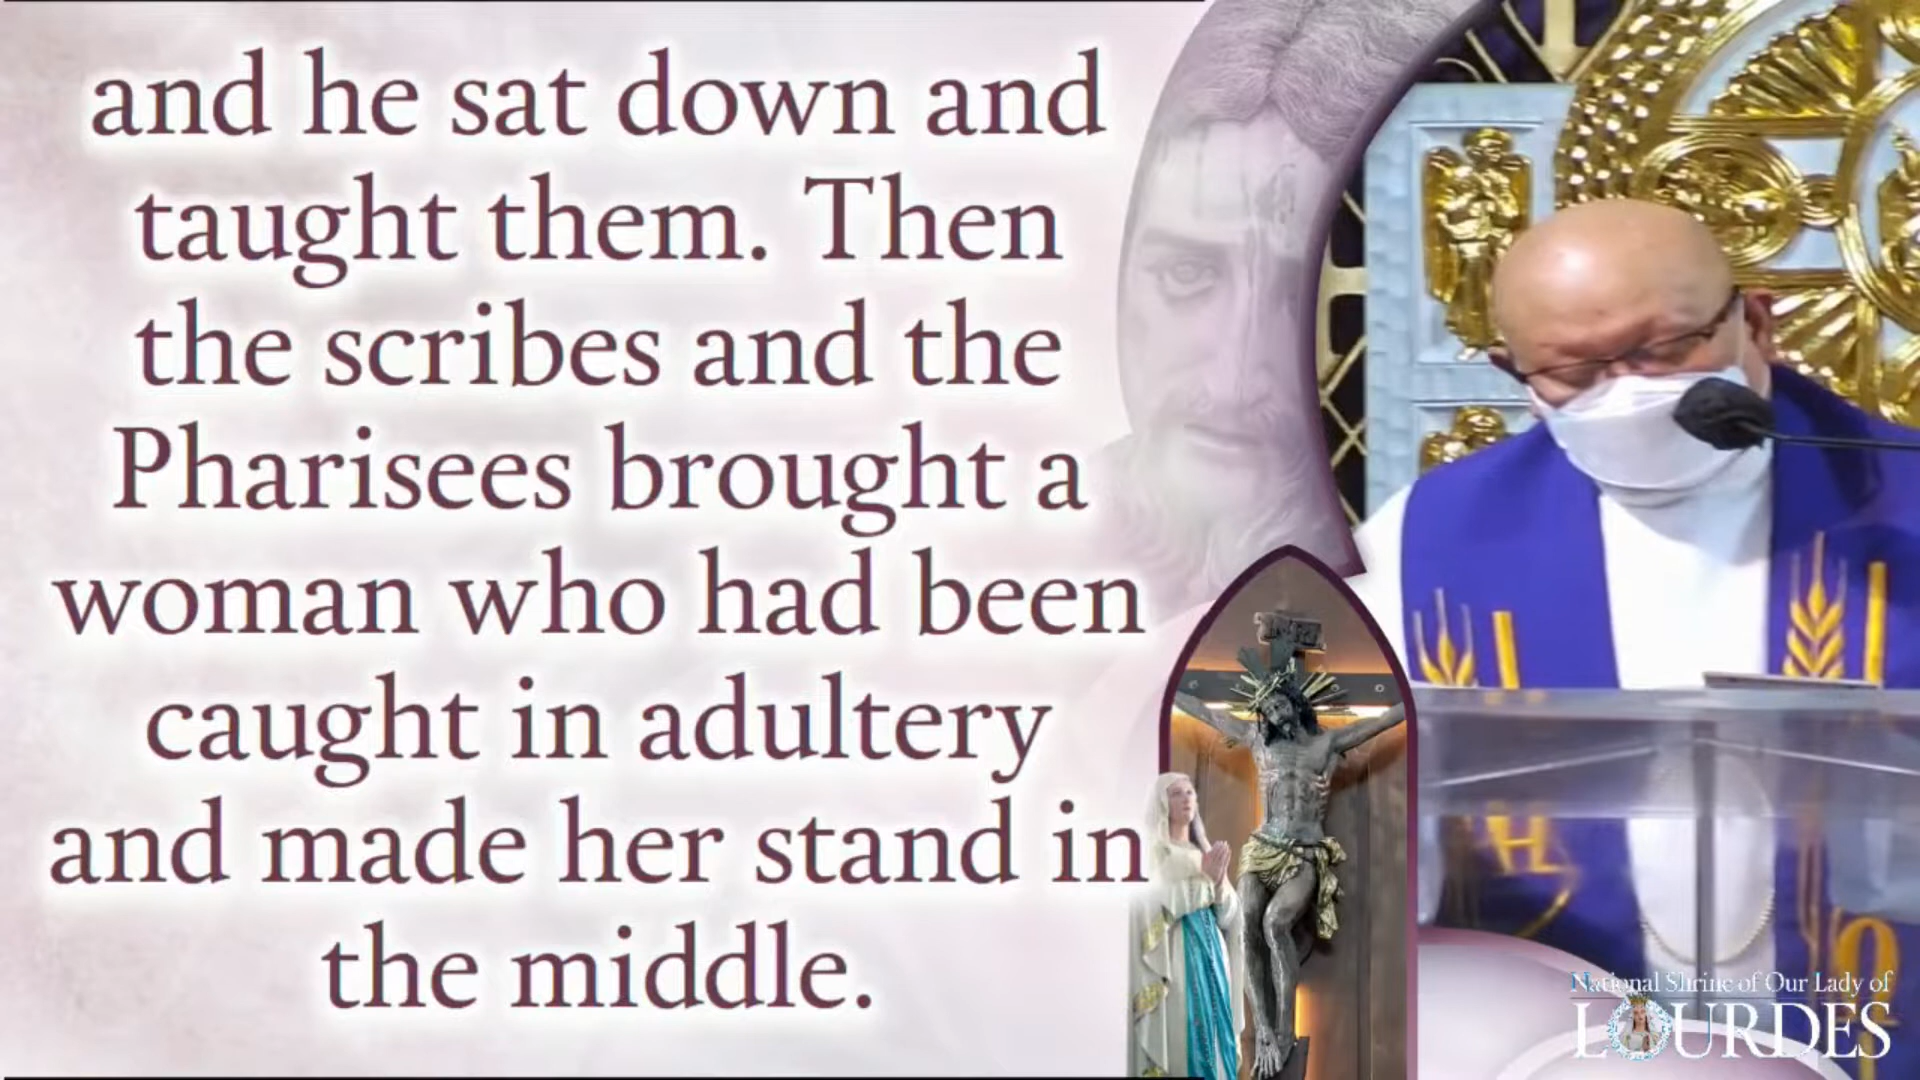 and he sat down and
taught them. Then
the scribes and the
Pharisees brought a
woman who had been
caught in adultery
and made her stand in
the middle.
National Shrine of Our Lady of
LOURDES